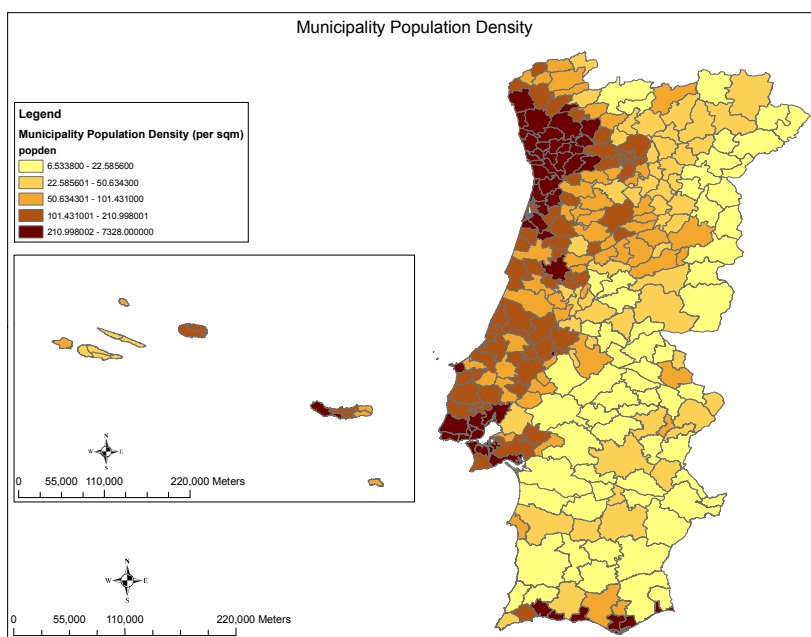 Municipality Population Density
Legend
Municipality Population Density (per sqm)
popden
6.533800 - 22.585600
22.585601 - 50.634300
50.634301 - 101.431000
101.431001 - 210.998001
210.998002 - 7328.000000
N
W E
S
0 55,000 110,000 220,000 Meters
N
W E
S
0 55,000 110,000 220,000 Meters